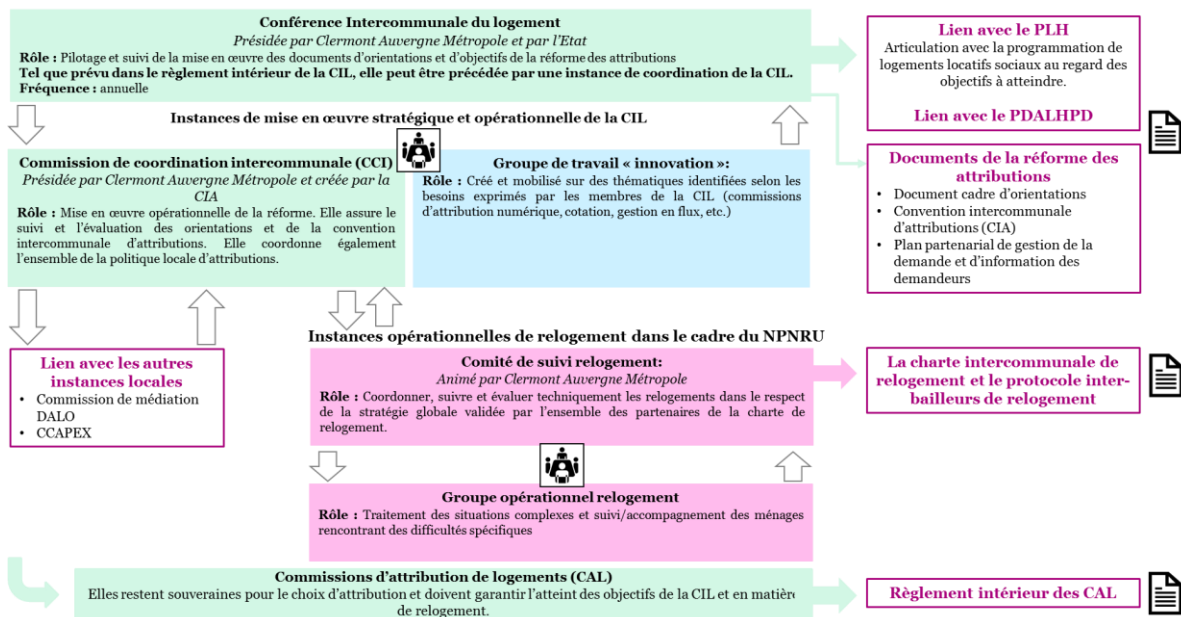 Conférence Intercommunale du logement
Présidée par Clermont Auvergne Métropole et par l'Etat
Rôle : Pilotage et suivi de la mise en œuvre des documents d'orientations et d'objectifs de la réforme des attributions
Tel que prévu dans le règlement intérieur de la CIL, elle peut être précédée par une instance de coordination de la CIL.
Fréquence : annuelle
Lien avec le PLH
Articulation avec la programmation de
logements locatifs sociaux au regard des
objectifs à atteindre.
Lien avec le PDALHPD
Instances de mise en œuvre stratégique et opérationnelle de la CIL
Commission de coordination intercommunale (CCI)
Présidée par Clermont Auvergne Métropole et créée par la
CIA
Rôle : Mise en œuvre opérationnelle de la réforme. Elle assure le
suivi et l'évaluation des orientations et de la convention
intercommunale d'attributions. Elle coordonne également
l'ensemble de la politique locale d'attributions.
Groupe de travail « innovation »:
Rôle : Créé et mobilisé sur des thématiques identifiées selon les
besoins exprimés par les membres de la CIL (commissions
d'attribution numérique, cotation, gestion en flux, etc.)
Documents de la réforme des
attributions
• Document cadre d'orientations
• Convention intercommunale
d'attributions (CIA)
• Plan partenarial de gestion de la
demande et d'information des
demandeurs
Lien avec les autres
instances locales
• Commission de médiation
DALO
• CCAPEX
Instances opérationnelles de relogement dans le cadre du NPNRU
Comité de suivi relogement:
Animé par Clermont Auvergne Métropole
Rôle : Coordonner, suivre et évaluer techniquement les relogements dans le respect
de la stratégie globale validée par l'ensemble des partenaires de la charte de
relogement.
La charte intercommunale de
relogement et le protocole inter-
bailleurs de relogement
Groupe opérationnel relogement
Rôle : Traitement des situations complexes et suivi/accompagnement des ménages
rencontrant des difficultés spécifiques
Commissions d'attribution de logements (CAL)
Elles restent souveraines pour le choix d'attribution et doivent garantir l'atteint des objectifs de la CIL et en matière
de relogement.
Règlement intérieur des CAL